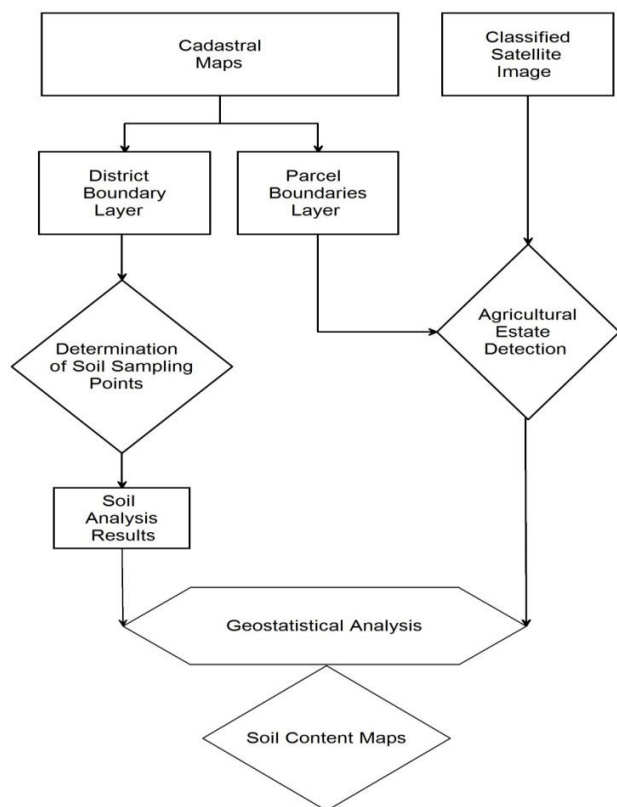 Cadastral
Maps
Classified
Satellite
Image
District
Boundary
Layer
Parcel
Boundaries
Layer
Agricultural
Estate
Detection
Determination
of Soil Sampling
Points
Soil
Analysis
Results
Geostatistical Analysis
Soil Content Maps